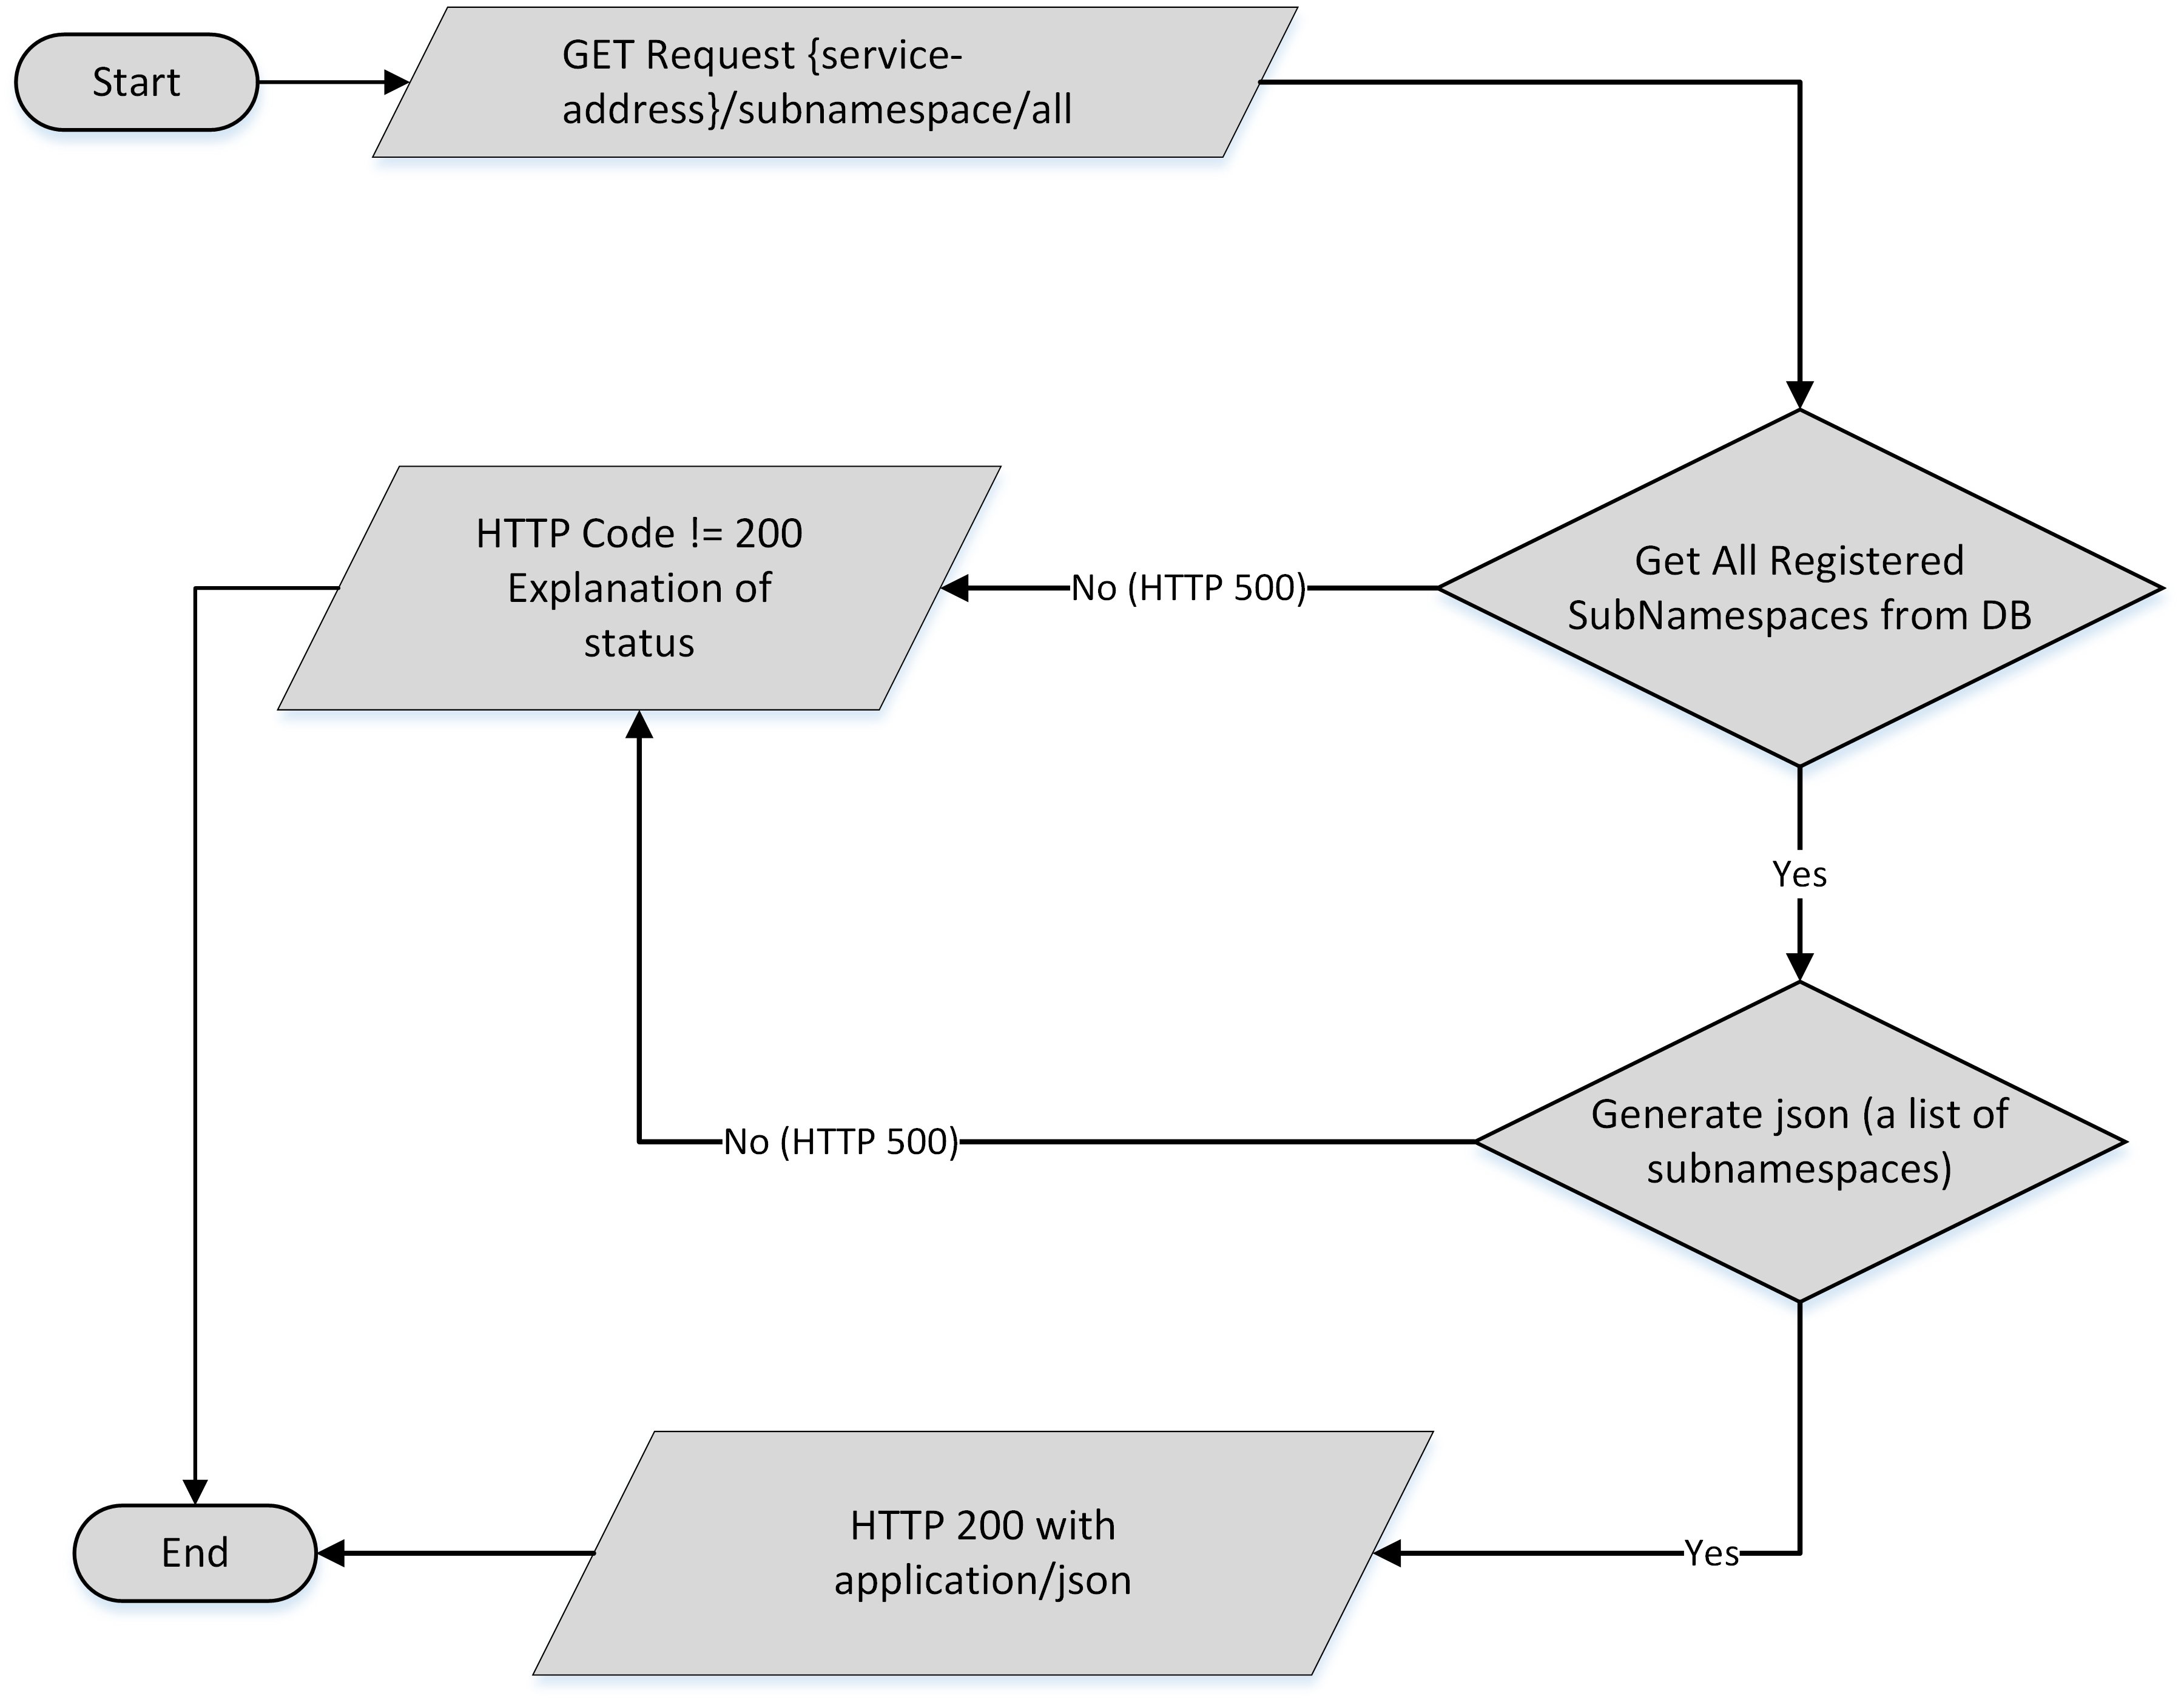 Start
GET Request {service-
address}/subnamespace/all
HTTP Code != 200
Explanation of
status
No (HTTP 500)
Get All Registered
SubNamespaces from DB
Yes
No (HTTP 500)
Generate json (a list of
subnamespaces)
End
HTTP 200 with
application/json
Yes